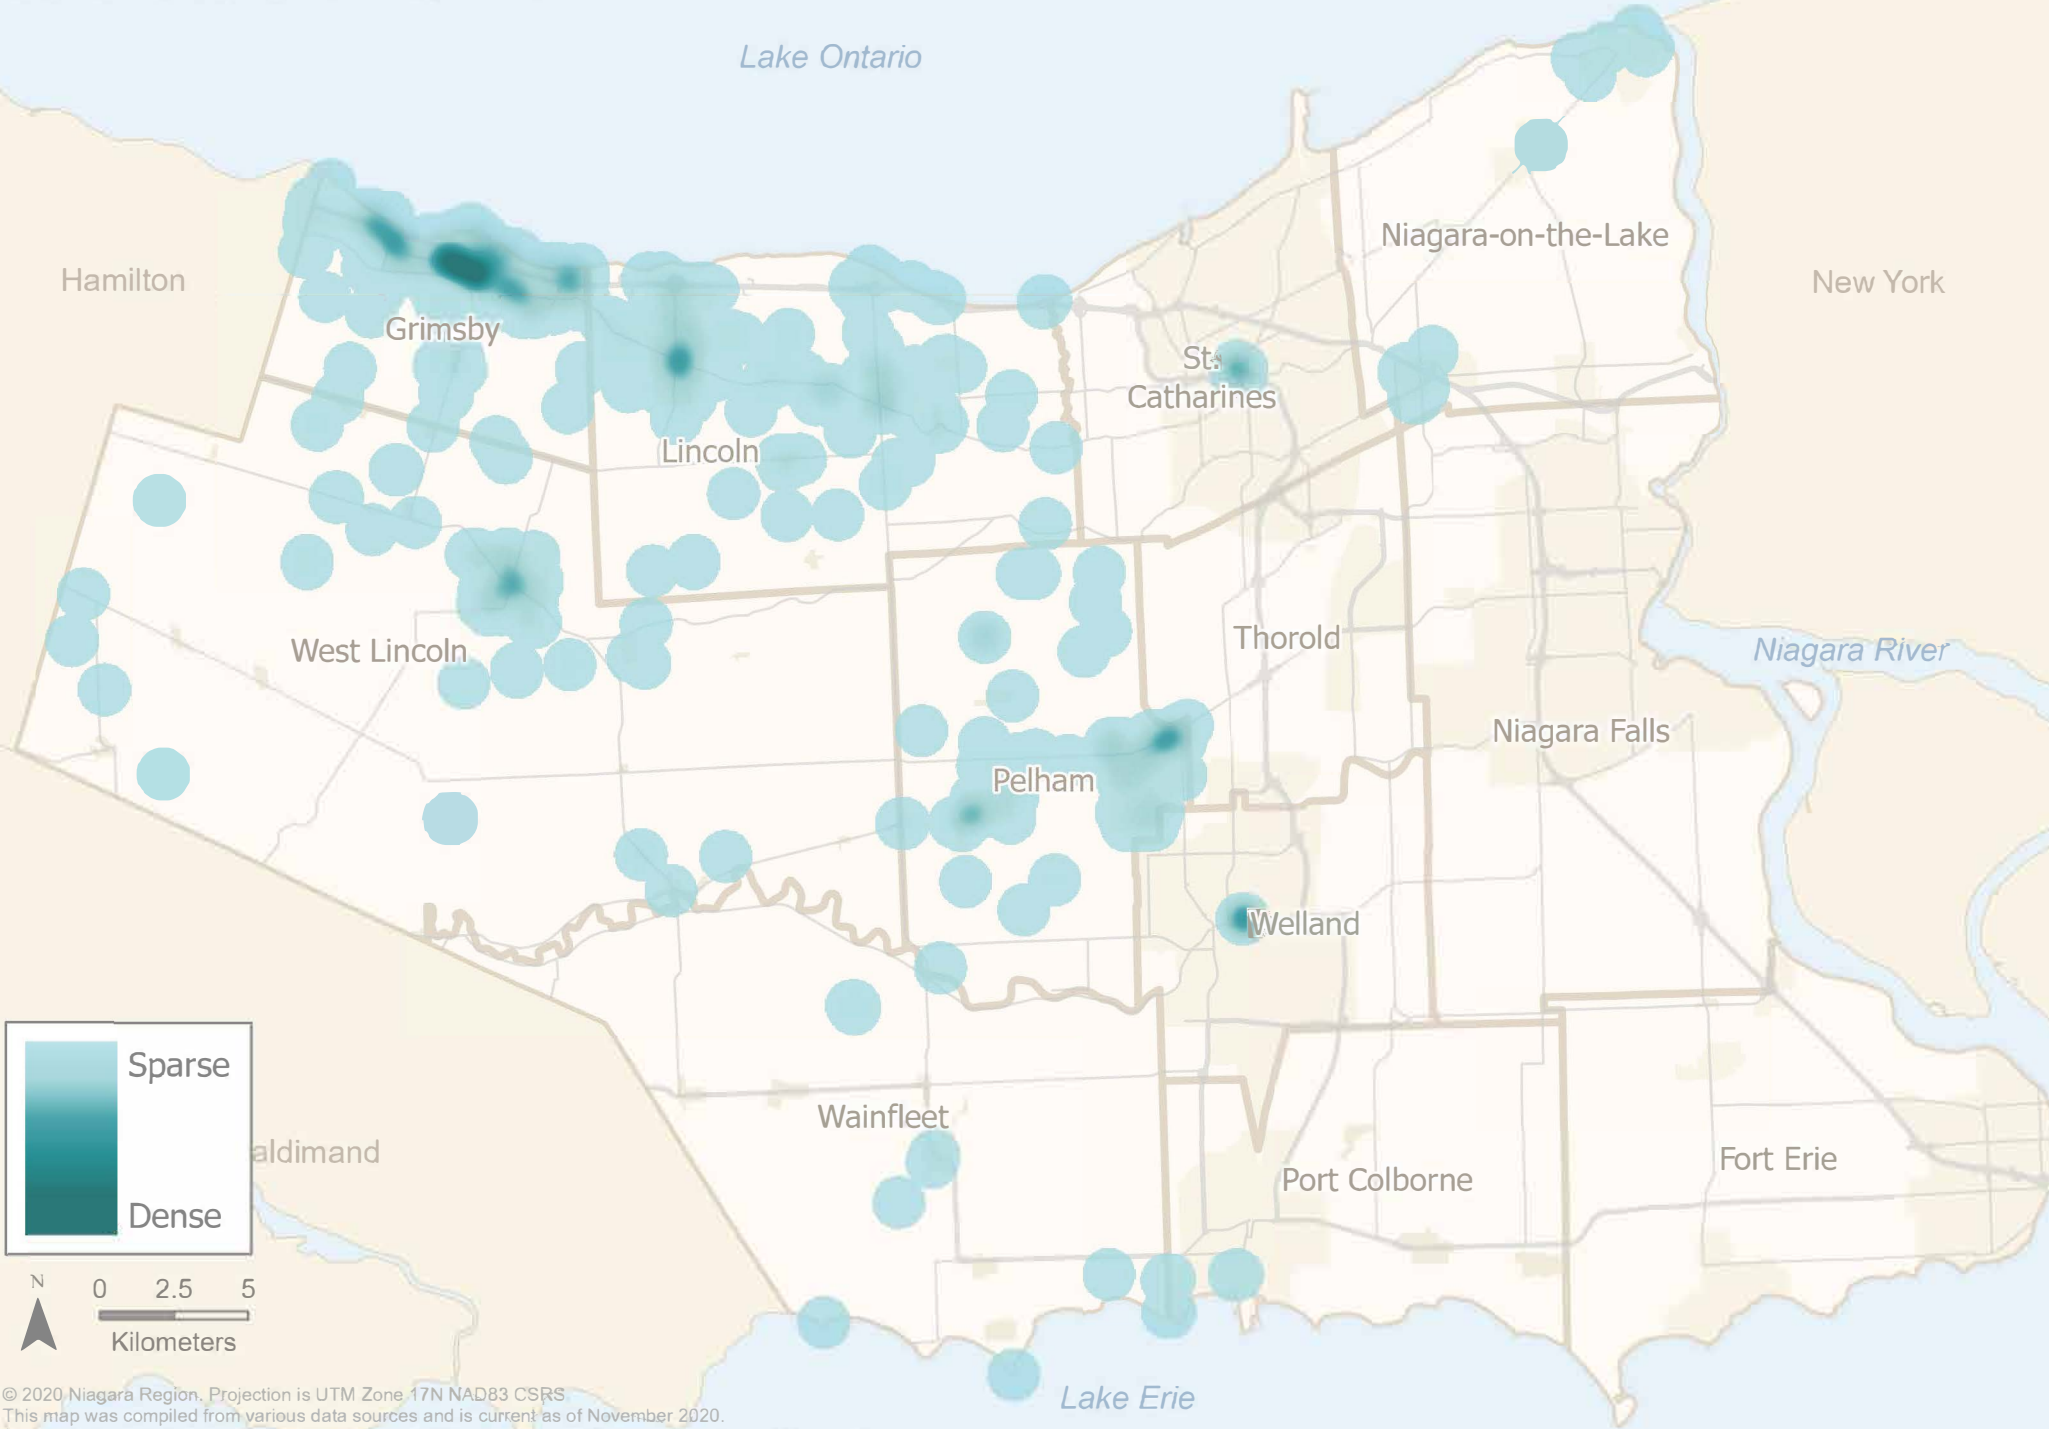 Lake Ontario
Niagara-on-the-Lake
Hamilton
New York
Grimsby
St.
Catharines
Lincoln
West Lincoln
Thorold
Niagara River
Niagara Falls
Pelham
Welland
Sparse
Dense
Wainfleet
aldimand
Fort Erie
Port Colborne
N
0 2.5 5
Kilometers
Lake Erie
© 2020 Niagara Region. Projection is UTM Zone 17N NAD83 CSRS.
This map was compiled from various data sources and is current as of November 2020.